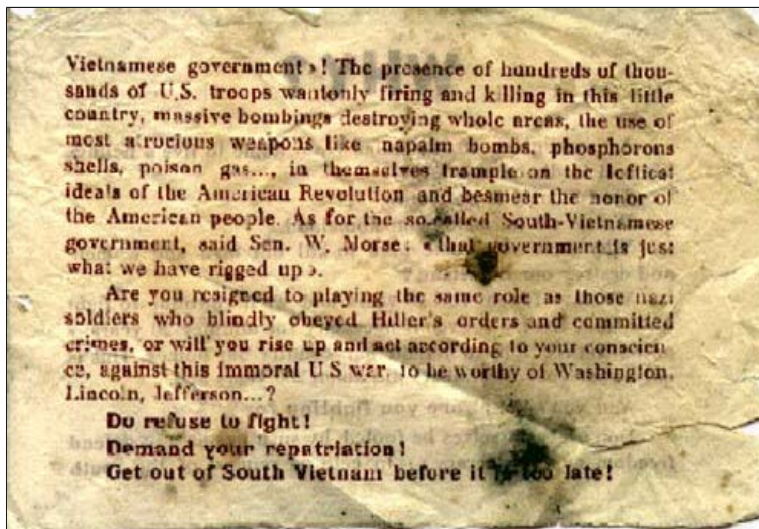 Vietnamese government »! The presence of hundreds of thou-
sands of U.S. troops wantonly firing and killing in this little
country, massive bombings destroying whole areas, the use of
most atrocious weapons like napalm bombs, phosphorons
shells, poison gas..., in themselves trample on the loftical
ideals of the American Revolution and besmear the honor of
the American people. As for the so-called South-Vietnamese
government, said Sen. W. Morse: «that government is just
what we have rigged up ».
Are you resigned to playing the same role as those nazi
soldiers who blindly obeyed Hitler's orders and committed
crimes, or will you rise up and act according to your conscien
ce, against this immoral U S war, to be worthy of Washington,
Lincoln, Jefferson...?
Do refuse to fight!
Demand your repatriation!
Get out of South Vietnam before it is too late!